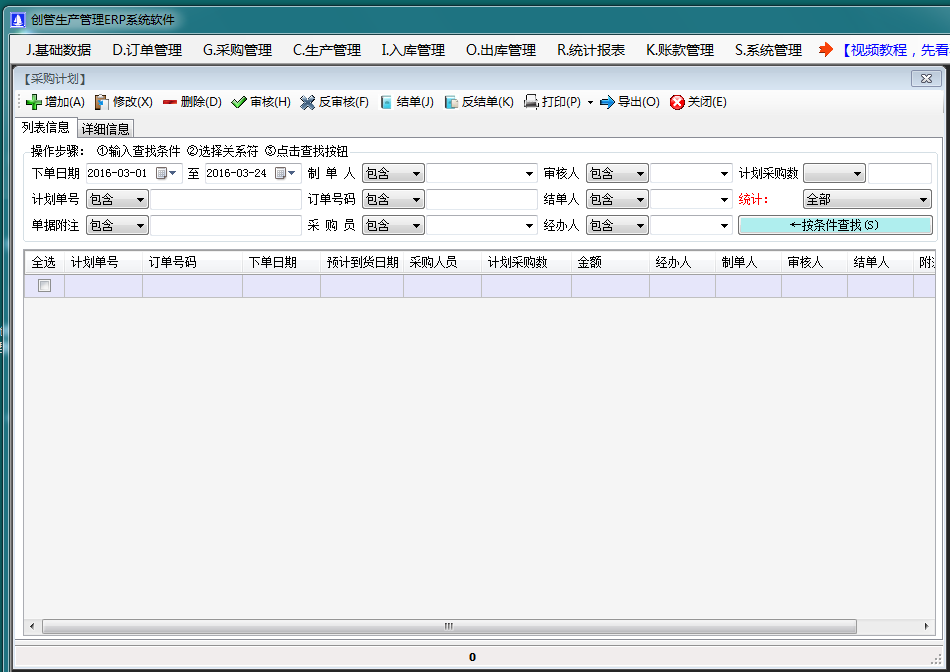 创管生产管理ERP系统软件
J.基础数据 D.订单管理 G.采购管理 C.生产管理 I.入库管理 O.出库管理 R.统计报表 K.账款管理 S.系统管理 【视频教程，先看
【采购计划】
增加(A) 修改(X) 删除(D) 审核(H) 反审核(F) 结单(J) 反结单(K) 打印(P) 导出(O) 关闭(E)
列表信息 详细信息
操作步骤： ①输入查找条件 ②选择关系符 ③点击查找按钮
下单日期 2016-03-01 至 2016-03-24 制 单 人 包含 审核人 包含 计划采购数
计划单号 包含 订单号码 包含 结单人 包含 统计： 全部
单据附注 包含 采 购 员 包含 经办人 包含 ←按条件查找(S)
全选 计划单号 订单号码 下单日期 预计到货日期 采购人员 计划采购数 金额 经办人 制单人 审核人 结单人 附
0